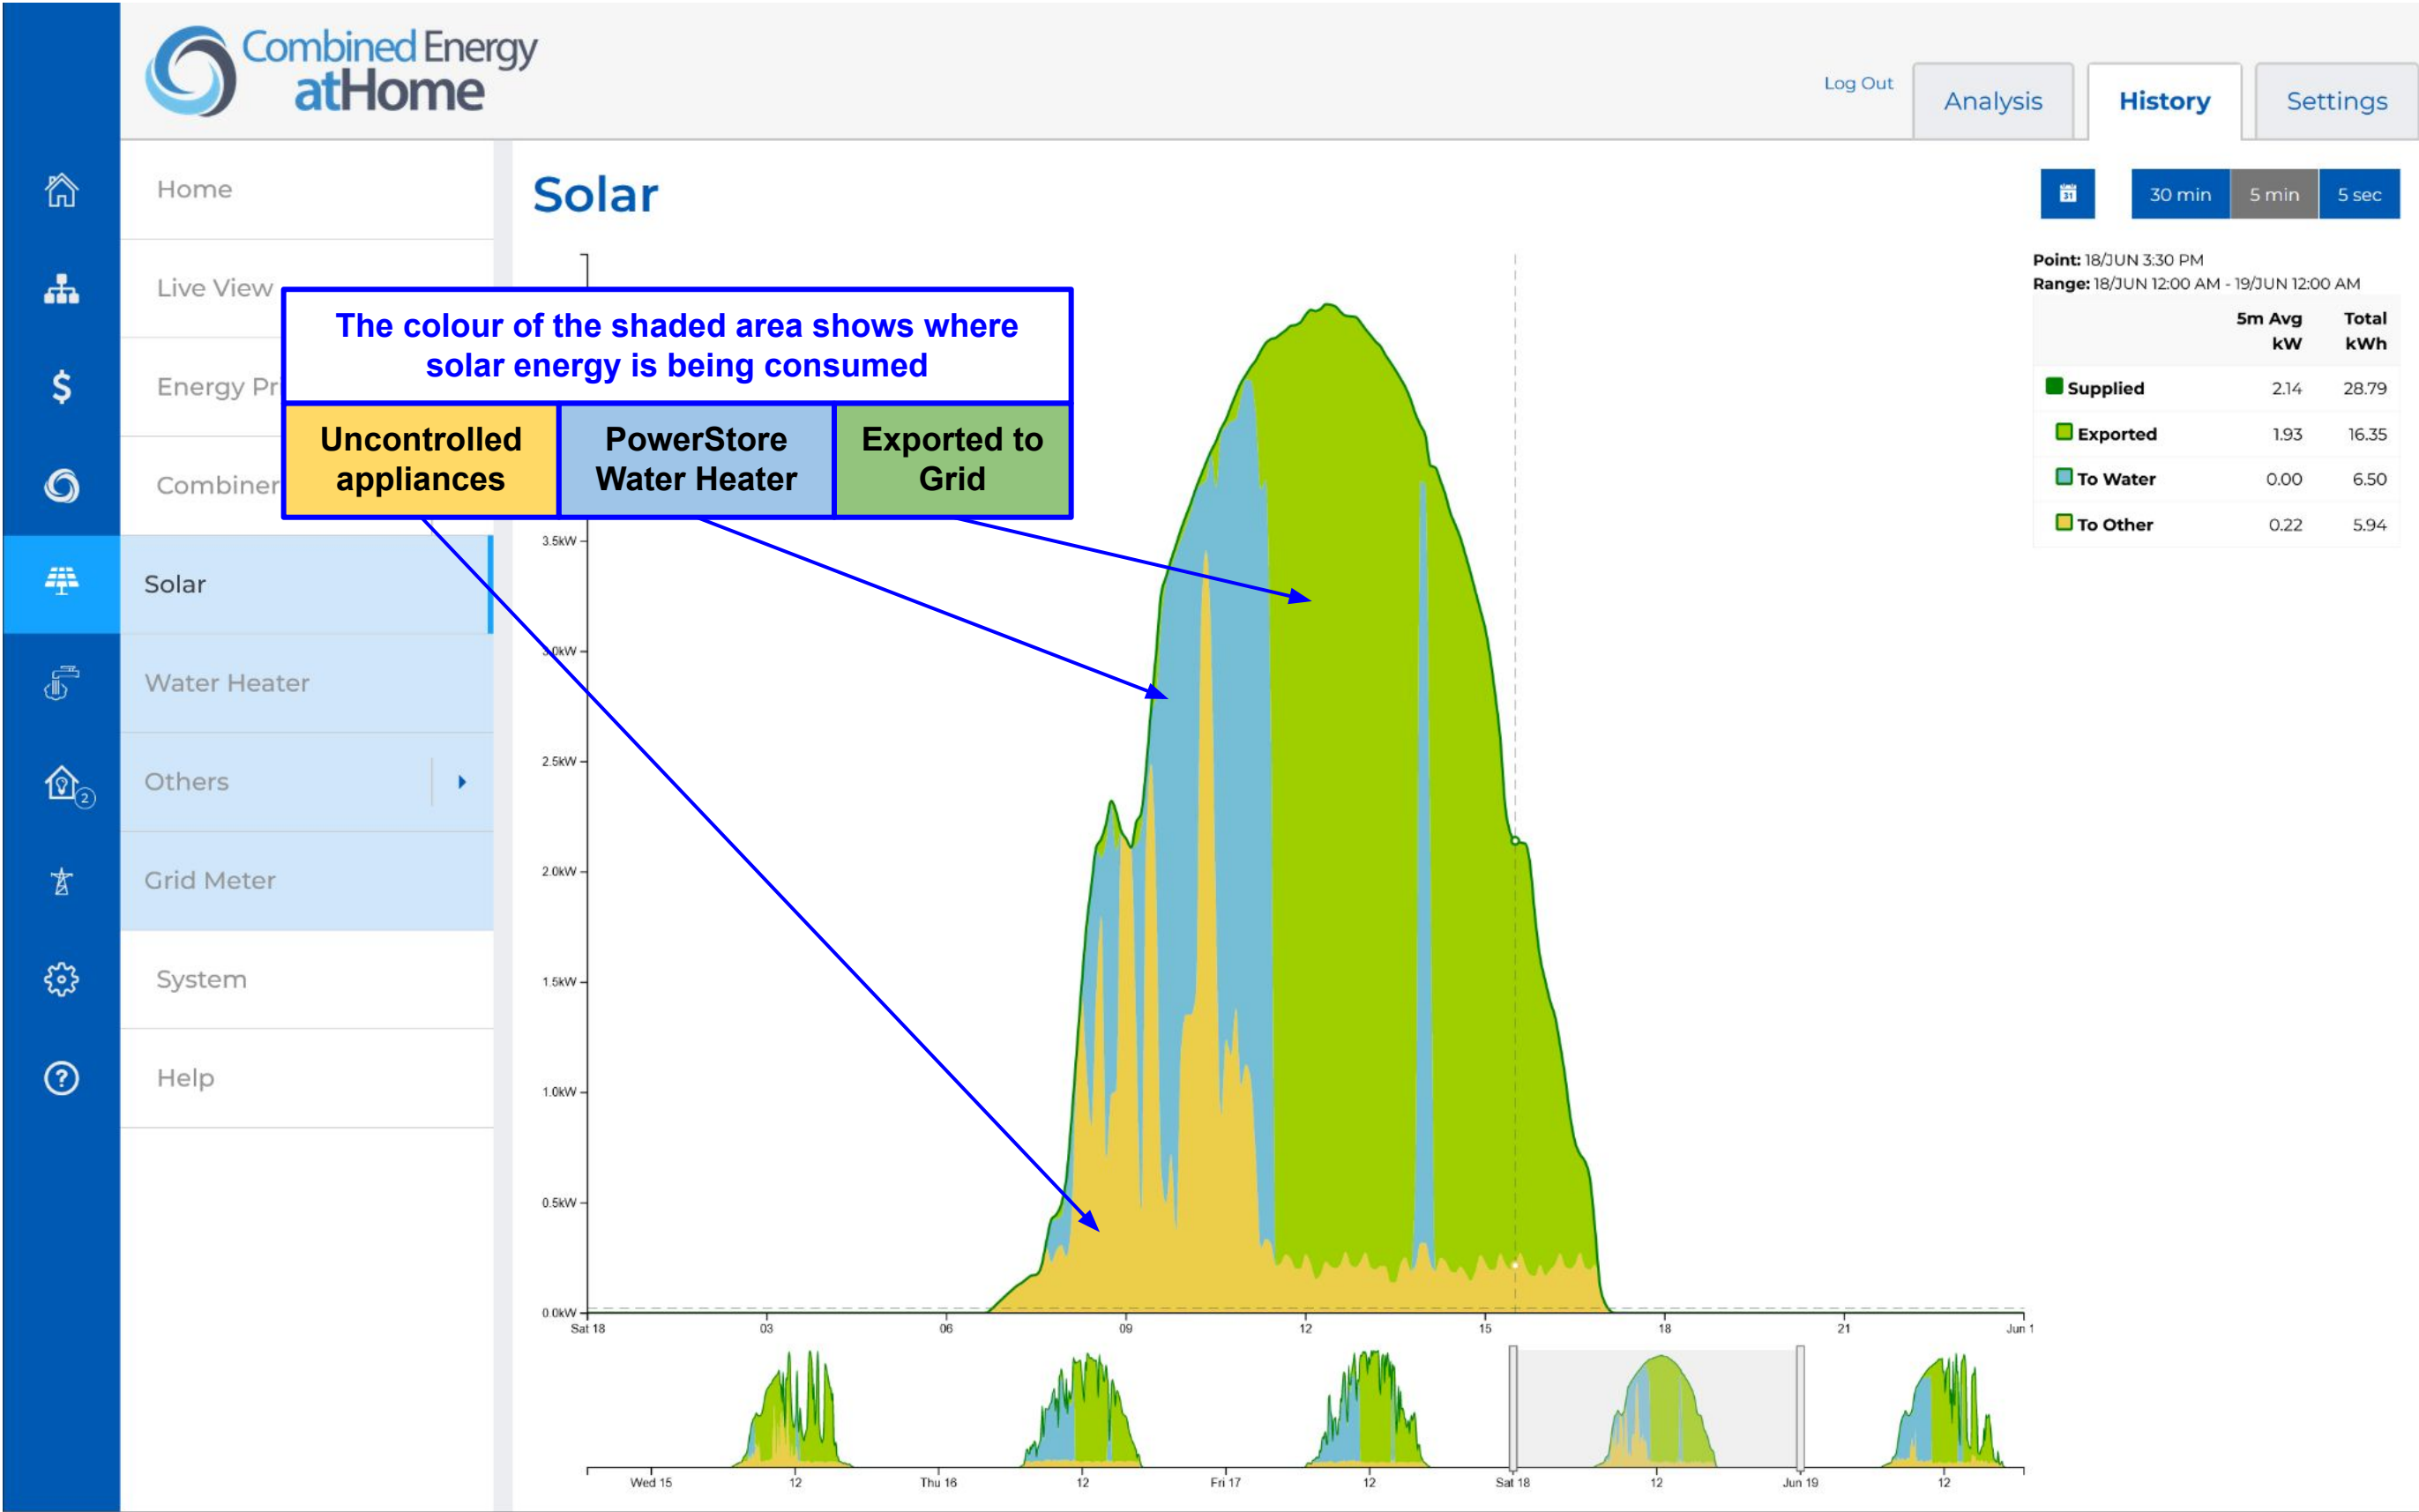 Combined Energy
atHome
Log Out
Analysis
History
Settings
Home
Live View
Energy Pr
Combiner
Solar
Water Heater
Others
2
Grid Meter
System
Help
Solar
31
30 min
5 min
5 sec
Point: 18/JUN 3:30 PM
Range: 18/JUN 12:00 AM - 19/JUN 12:00 AM
5m Avg kW
Total kWh
Supplied 2.14 28.79
Exported 1.93 16.35
To Water 0.00 6.50
To Other 0.22 5.94
The colour of the shaded area shows where
solar energy is being consumed
Uncontrolled
appliances
PowerStore
Water Heater
Exported to
Grid
3.5kW
3.0kW
2.5kW
2.0kW
1.5kW
1.0kW
0.5kW
0.0kW
Sat 18 03 06 09 12 15 18 21 Jun 1
Wed 15 12 Thu 16 12 Fri 17 12 Sat 18 12 Jun 19 12